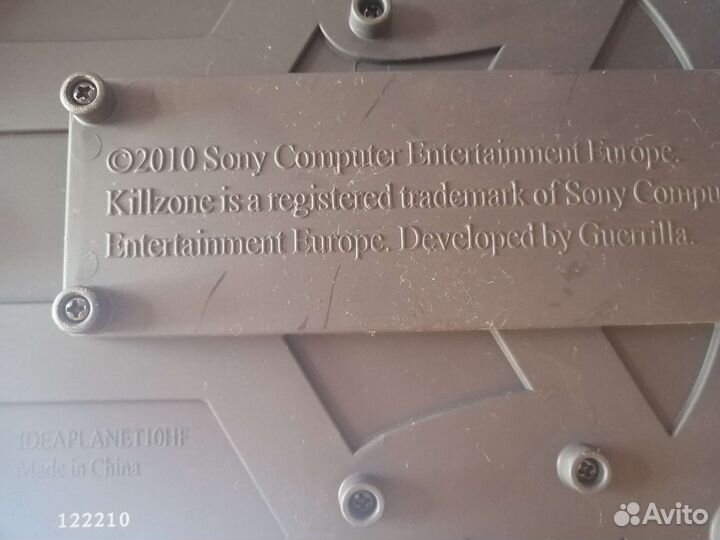 ©2010 Sony Computer Entertainment Europe.
Killzone is a registered trademark of Sony Compu
Entertainment Europe. Developed by Guerrilla.
IDEAPLANET10HF
Made in China
122210
Avito